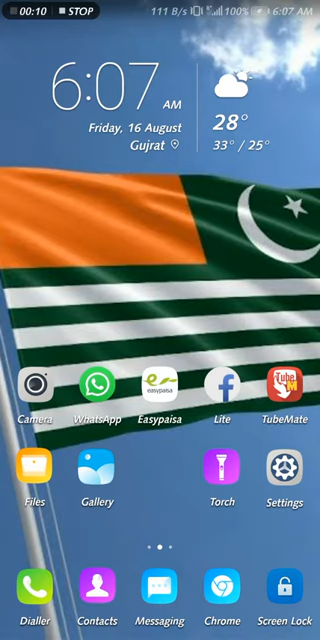 00:10 STOP 111 B/s 100% 6:07 AM
6:07 AM
Friday, 16 August
Gujrat
28°
33° / 25°
easypaisa
Tube
Camera WhatsApp Easypaisa Lite TubeMate
Files Gallery Torch Settings
Dialler Contacts Messaging Chrome Screen Lock